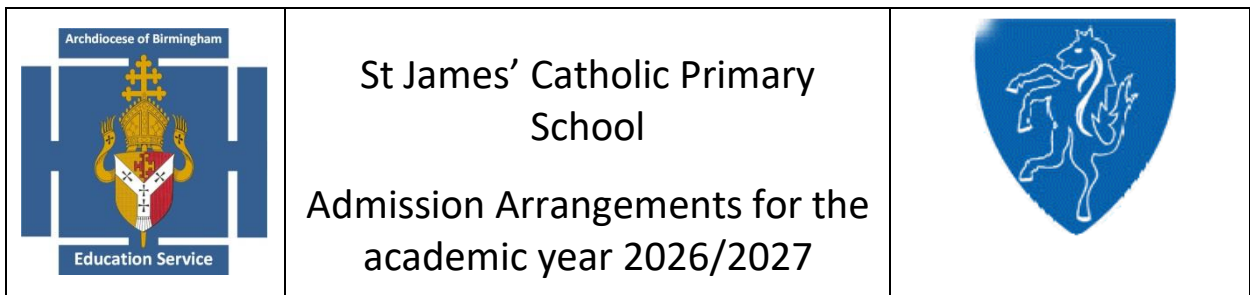 Archdiocese of Birmingham
Education Service
St James’ Catholic Primary
School
Admission Arrangements for the
academic year 2026/2027